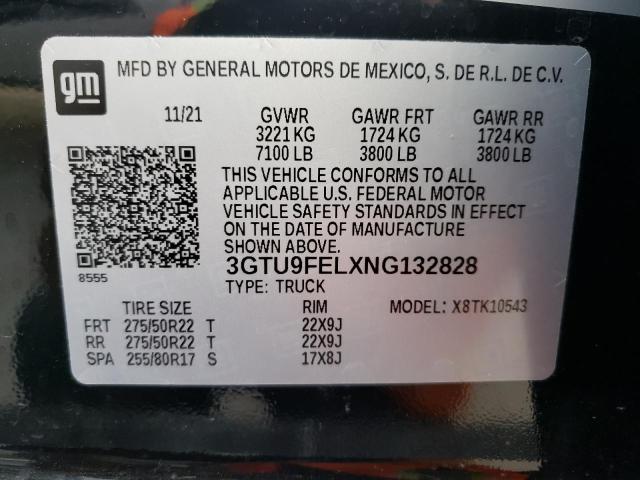 gm MFD BY GENERAL MOTORS DE MEXICO, S. DE R.L. DE C.V.
11/21 GVWR GAWR FRT GAWR RR
3221 KG 1724 KG 1724 KG
7100 LB 3800 LB 3800 LB
THIS VEHICLE CONFORMS TO ALL
APPLICABLE U.S. FEDERAL MOTOR
VEHICLE SAFETY STANDARDS IN EFFECT
ON THE DATE OF MANUFACTURE
SHOWN ABOVE.
3GTU9FELXNG132828
8555
TYPE: TRUCK
TIRE SIZE RIM MODEL: X8TK10543
FRT 275/50R22 T 22X9J
RR 275/50R22 T 22X9J
SPA 255/80R17 S 17X8J